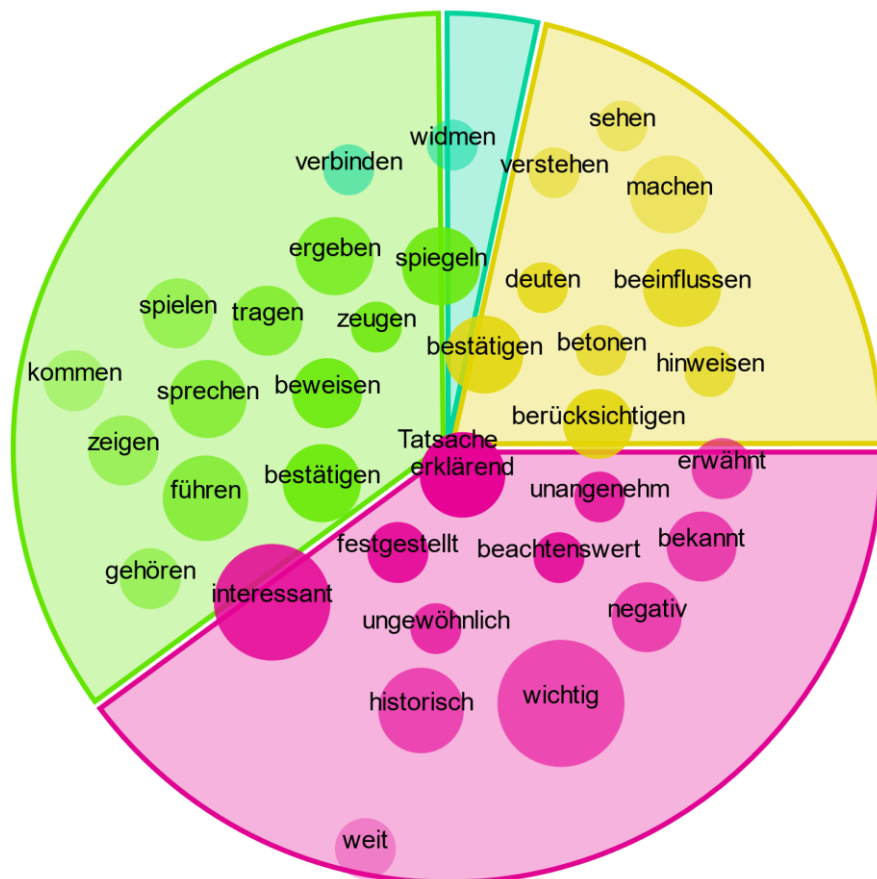 sehen
widmen
verbinden
verstehen
machen
ergeben
spiegeln
deuten
beeinflussen
spielen
tragen
zeugen
bestätigen
betonen
hinweisen
kommen
sprechen
beweisen
berücksichtigen
zeigen
Tatsache
erklärend
erwähnt
führen
bestätigen
unangenehm
festgestellt
beachtenswert
bekannt
gehören
interessant
ungewöhnlich
negativ
historisch
wichtig
weit